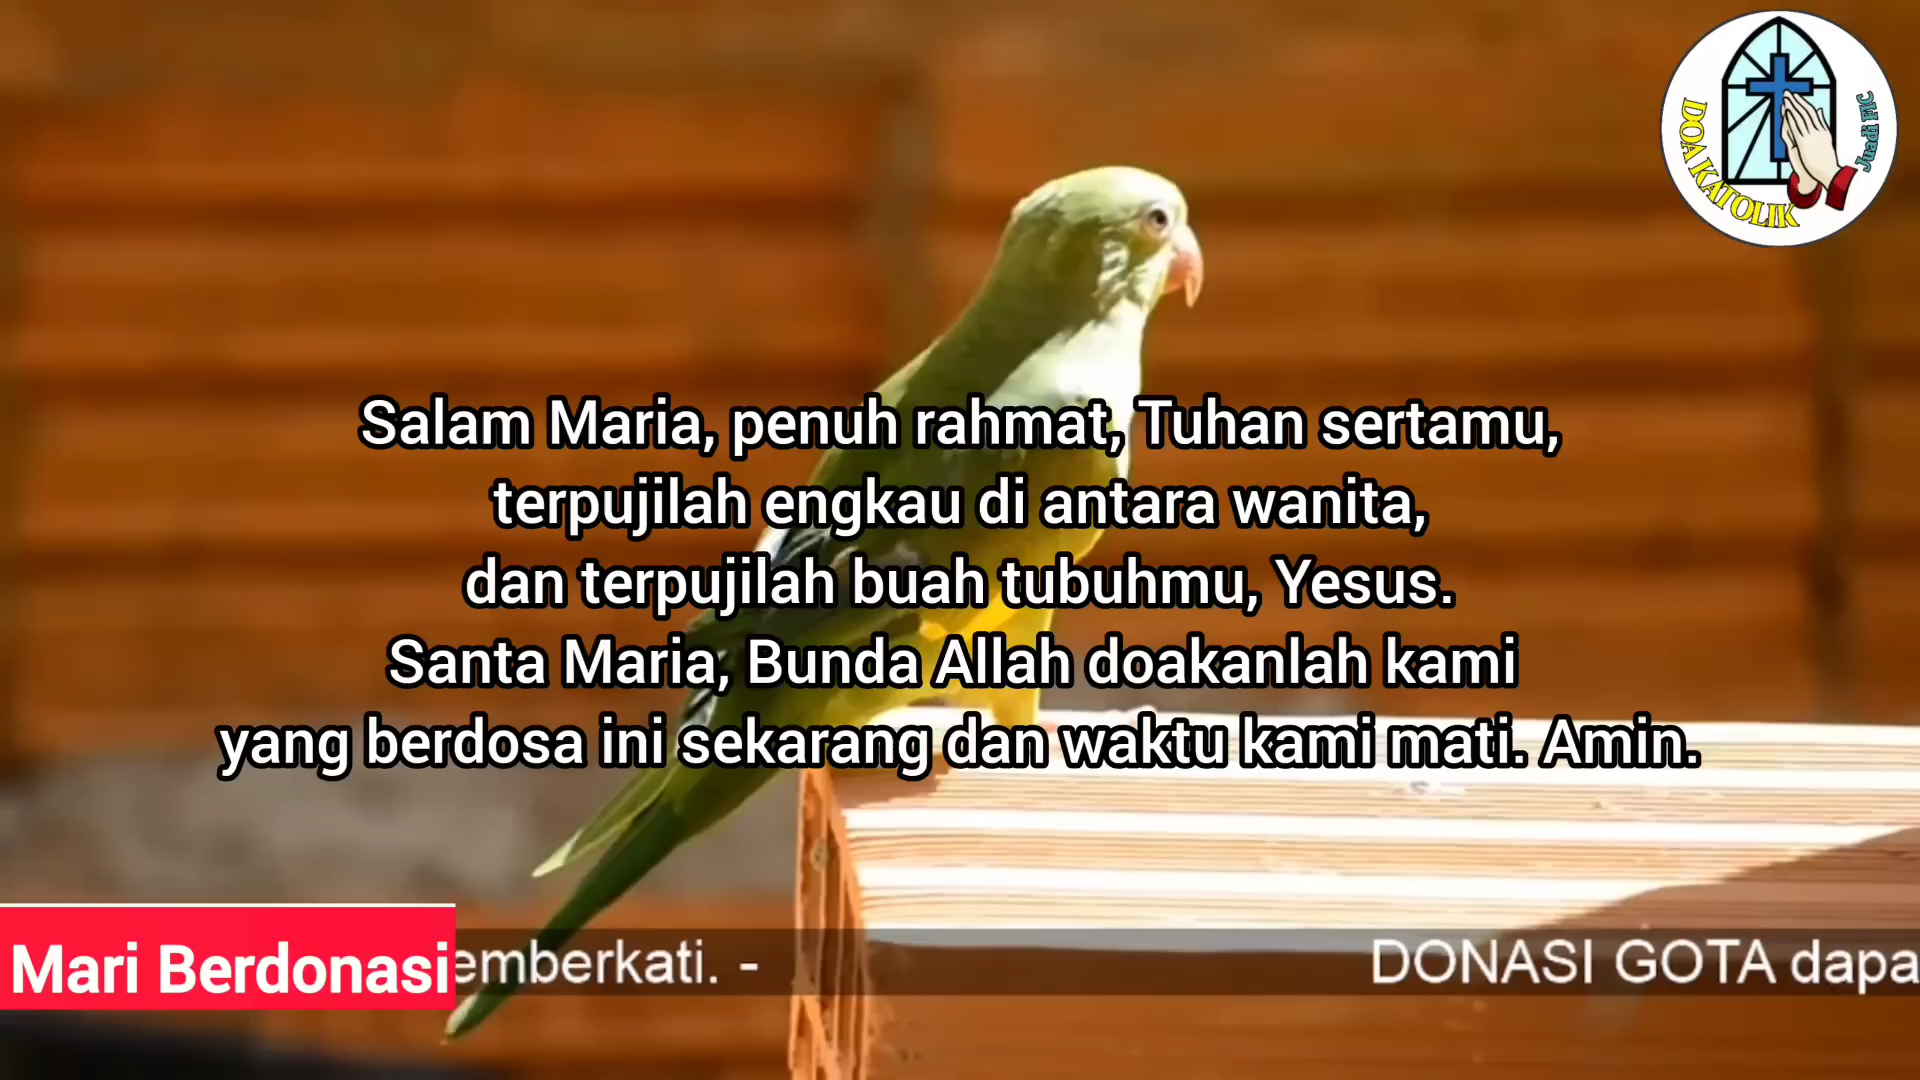 DOA KATOLIK
Juadi FIC
Salam Maria, penuh rahmat, Tuhan sertamu,
terpujilah engkau di antara wanita,
dan terpujilah buah tubuhmu, Yesus.
Santa Maria, Bunda Allah doakanlah kami
yang berdosa ini sekarang dan waktu kami mati. Amin.
Mari Berdonasi
emberkati. - DONASI GOTA dapa